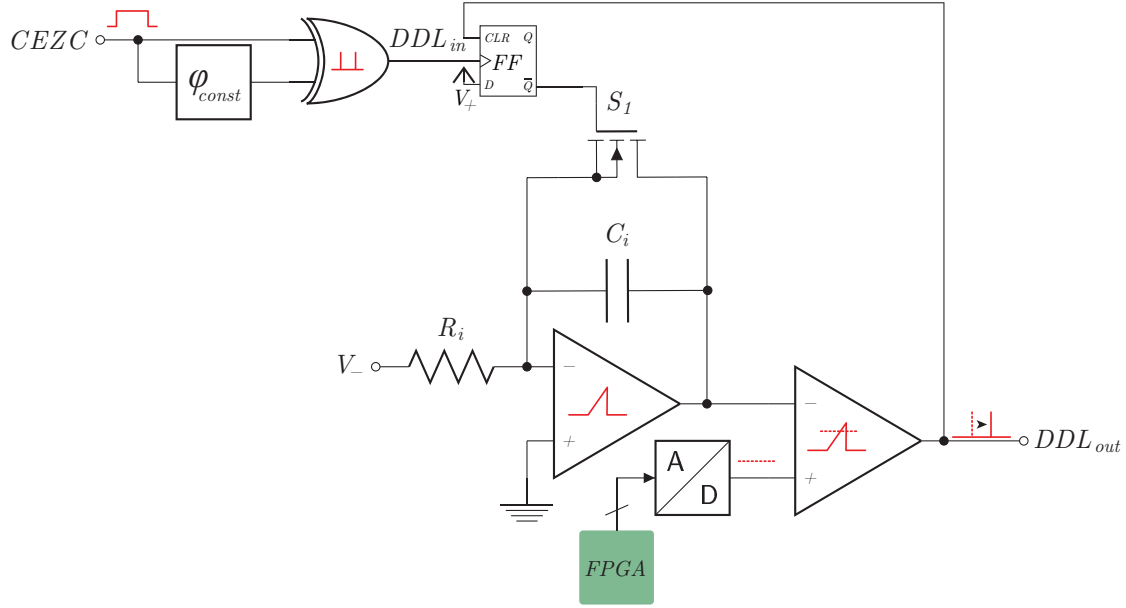 CEZC
φconst
DDLin
CLR Q
FF
D Q̅
V+
S1
Ci
Ri
V−
−
+
A
D
FPGA
−
+
DDLout